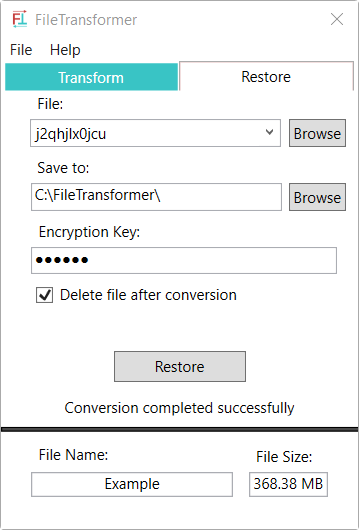 FileTransformer
File Help
Transform Restore
File:
j2qhjlx0jcu Browse
Save to:
C:\FileTransformer\ Browse
Encryption Key:
●●●●●●
Delete file after conversion
Restore
Conversion completed successfully
File Name: File Size:
Example 368.38 MB